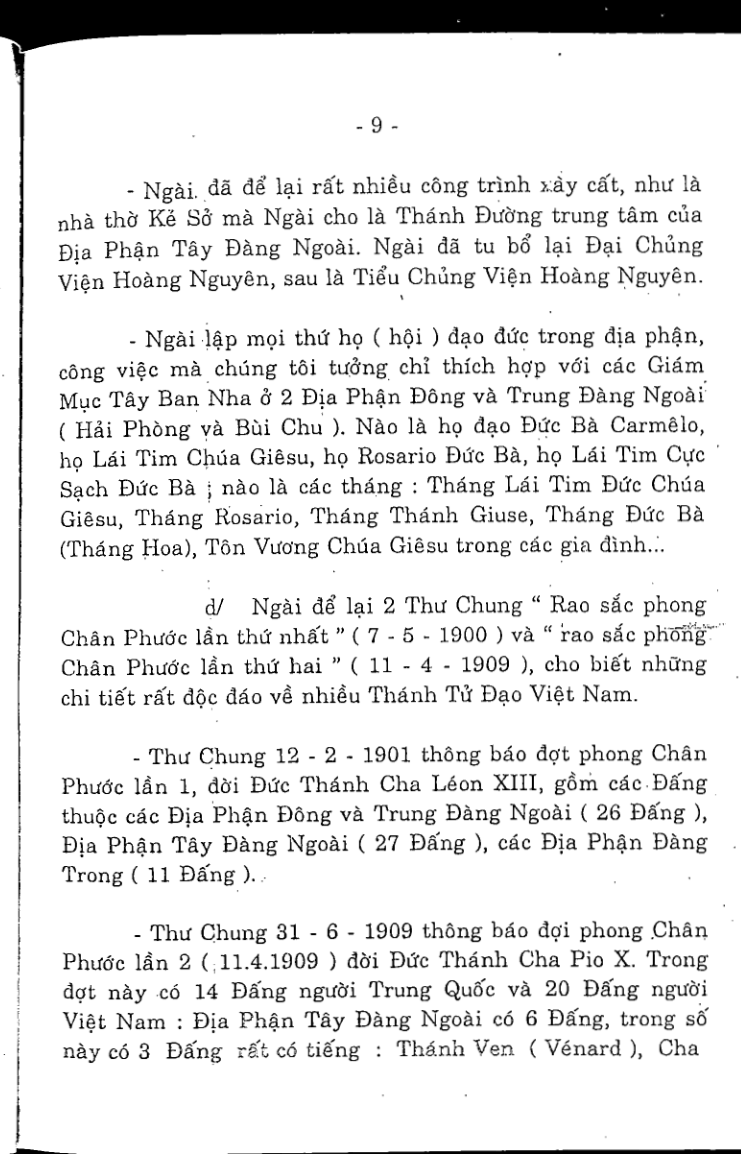 - 9 -
- Ngài đã để lại rất nhiều công trình xây cất, như là
nhà thờ Kẻ Sở mà Ngài cho là Thánh Đường trung tâm của
Địa Phận Tây Đàng Ngoài. Ngài đã tu bổ lại Đại Chủng
Viện Hoàng Nguyên, sau là Tiểu Chủng Viện Hoàng Nguyên.
- Ngài lập mọi thứ họ ( hội ) đạo đức trong địa phận,
công việc mà chúng tôi tưởng chỉ thích hợp với các Giám
Mục Tây Ban Nha ở 2 Địa Phận Đông và Trung Đàng Ngoài
( Hải Phòng và Bùi Chu ). Nào là họ đạo Đức Bà Carmêlo,
họ Lái Tim Chúa Giêsu, họ Rosario Đức Bà, họ Lái Tim Cực
Sạch Đức Bà ; nào là các tháng : Tháng Lái Tim Đức Chúa
Giêsu, Tháng Rosario, Tháng Thánh Giuse, Tháng Đức Bà
(Tháng Hoa), Tôn Vương Chúa Giêsu trong các gia đình...
d/ Ngài để lại 2 Thư Chung “ Rao sắc phong
Chân Phước lần thứ nhất ” ( 7 - 5 - 1900 ) và “ rao sắc phong
Chân Phước lần thứ hai ” ( 11 - 4 - 1909 ), cho biết những
chi tiết rất độc đáo về nhiều Thánh Tử Đạo Việt Nam.
- Thư Chung 12 - 2 - 1901 thông báo đợt phong Chân
Phước lần 1, đời Đức Thánh Cha Léon XIII, gồm các Đấng
thuộc các Địa Phận Đông và Trung Đàng Ngoài ( 26 Đấng ),
Địa Phận Tây Đàng Ngoài ( 27 Đấng ), các Địa Phận Đàng
Trong ( 11 Đấng ).
- Thư Chung 31 - 6 - 1909 thông báo đợi phong Chân
Phước lần 2 ( 11.4.1909 ) đời Đức Thánh Cha Pio X. Trong
đợt này có 14 Đấng người Trung Quốc và 20 Đấng người
Việt Nam : Địa Phận Tây Đàng Ngoài có 6 Đấng, trong số
này có 3 Đấng rất có tiếng : Thánh Ven ( Vénard ), Cha